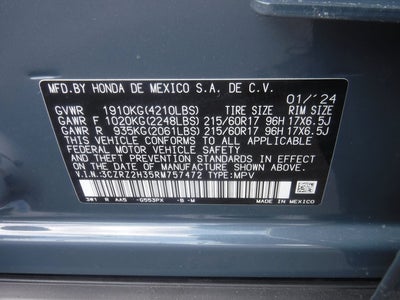 MFD.BY HONDA DE MEXICO S.A. DE C.V.
01/´24
GVWR 1910KG(4210LBS) TIRE SIZE RIM SIZE
GAWR F 1020KG(2248LBS) 215/60R17 96H 17X6.5J
GAWR R 935KG(2061LBS) 215/60R17 96H 17X6.5J
THIS VEHICLE CONFORMS TO ALL APPLICABLE
FEDERAL MOTOR VEHICLE SAFETY STANDARDS
IN EFFECT ON THE DATE OF MANUFACTURE
SHOWN ABOVE.
V.I.N.:3CZRZ2H35RM757472 TYPE:MPV
3W1 R AAS -G553PX -B -M
MADE IN MEXICO